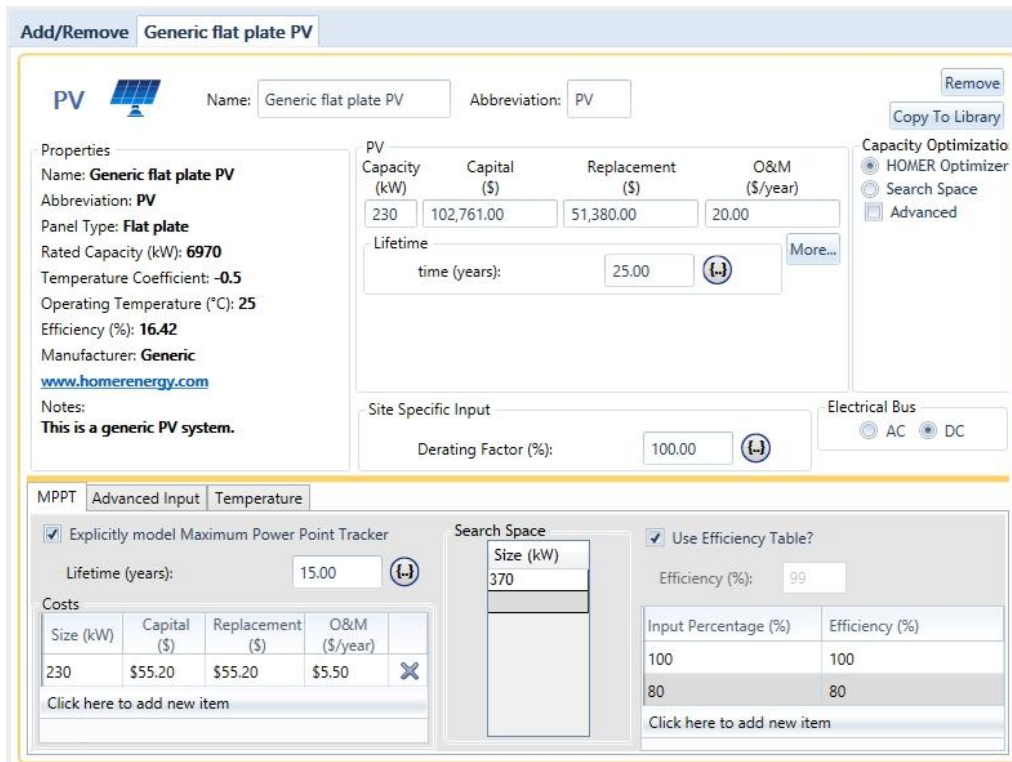 Add/Remove Generic flat plate PV
PV Name: Generic flat plate PV Abbreviation: PV
Remove
Copy To Library
Properties
Name: Generic flat plate PV
Abbreviation: PV
Panel Type: Flat plate
Rated Capacity (kW): 6970
Temperature Coefficient: -0.5
Operating Temperature (°C): 25
Efficiency (%): 16.42
Manufacturer: Generic
www.homerenergy.com
Notes:
This is a generic PV system.
PV
Capacity (kW) Capital ($) Replacement ($) O&M ($/year)
230 102,761.00 51,380.00 20.00
Lifetime
time (years): 25.00 {..}
More...
Site Specific Input
Derating Factor (%): 100.00 {..}
Capacity Optimizatio
HOMER Optimizer
Search Space
Advanced
Electrical Bus
AC DC
MPPT Advanced Input Temperature
Explicitly model Maximum Power Point Tracker
Lifetime (years): 15.00 {..}
Costs
Size (kW) Capital ($) Replacement ($) O&M ($/year)
230 $55.20 $55.20 $5.50
Click here to add new item
Search Space
Size (kW)
370
Use Efficiency Table?
Efficiency (%): 99
Input Percentage (%) Efficiency (%)
100 100
80 80
Click here to add new item